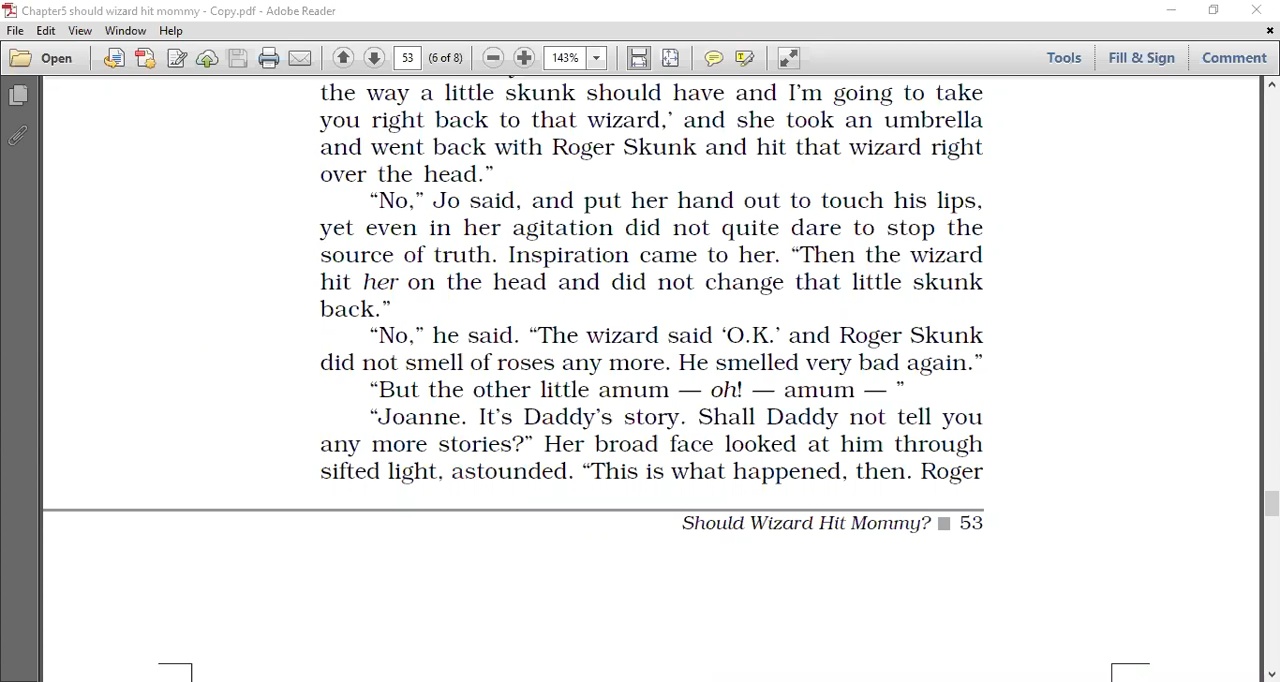 Chapter5 should wizard hit mommy - Copy.pdf - Adobe Reader
File Edit View Window Help
Open 53 (6 of 8) 143% Tools Fill & Sign Comment
the way a little skunk should have and I'm going to take
you right back to that wizard,' and she took an umbrella
and went back with Roger Skunk and hit that wizard right
over the head.”
“No,” Jo said, and put her hand out to touch his lips,
yet even in her agitation did not quite dare to stop the
source of truth. Inspiration came to her. “Then the wizard
hit her on the head and did not change that little skunk
back.”
“No,” he said. “The wizard said ‘O.K.’ and Roger Skunk
did not smell of roses any more. He smelled very bad again.”
“But the other little amum — oh! — amum — ”
“Joanne. It’s Daddy’s story. Shall Daddy not tell you
any more stories?” Her broad face looked at him through
sifted light, astounded. “This is what happened, then. Roger
Should Wizard Hit Mommy? 53